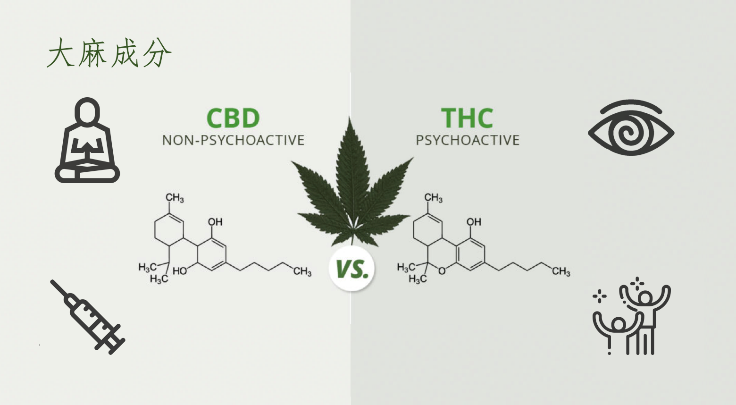 大麻成分
CBD
NON-PSYCHOACTIVE
THC
PSYCHOACTIVE
VS.
CH₃
OH
H₃C
H₃C
HO
CH₃
CH₃
OH
H₃C
CH₃
O
CH₃